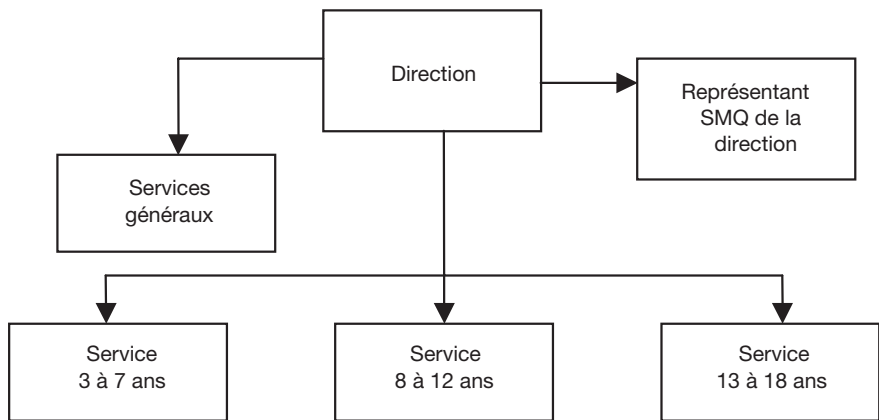 Direction
Représentant
SMQ de la
direction
Services
généraux
Service
3 à 7 ans
Service
8 à 12 ans
Service
13 à 18 ans